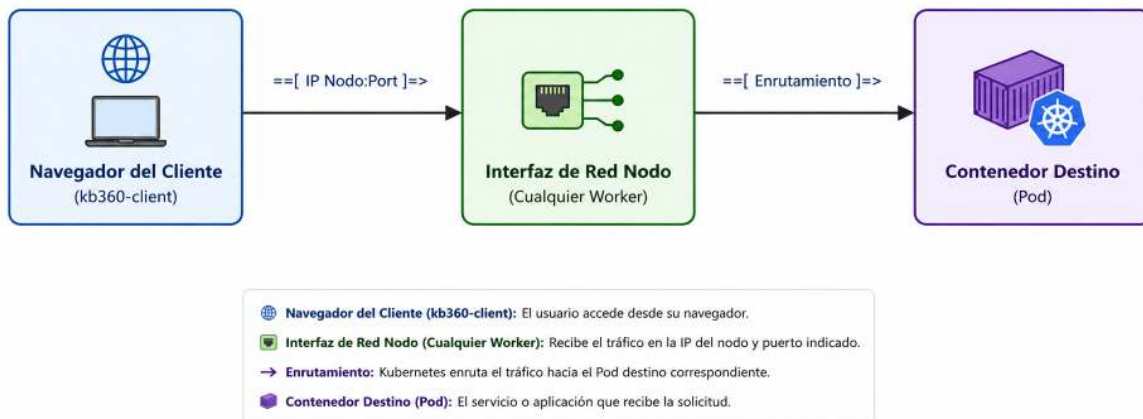 ==[ IP Nodo:Port ]=>
==[ Enrutamiento ]=>
Navegador del Cliente
(kb360-client)
Interfaz de Red Nodo
(Cualquier Worker)
Contenedor Destino
(Pod)
Navegador del Cliente (kb360-client): El usuario accede desde su navegador.
Interfaz de Red Nodo (Cualquier Worker): Recibe el tráfico en la IP del nodo y puerto indicado.
Enrutamiento: Kubernetes enruta el tráfico hacia el Pod destino correspondiente.
Contenedor Destino (Pod): El servicio o aplicación que recibe la solicitud.